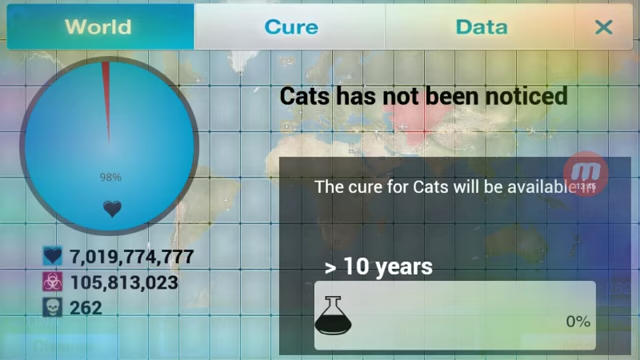 World Cure Data ×
Cats has not been noticed
98%
The cure for Cats will be available
7,019,774,777
> 10 years
105,813,023
262
0%